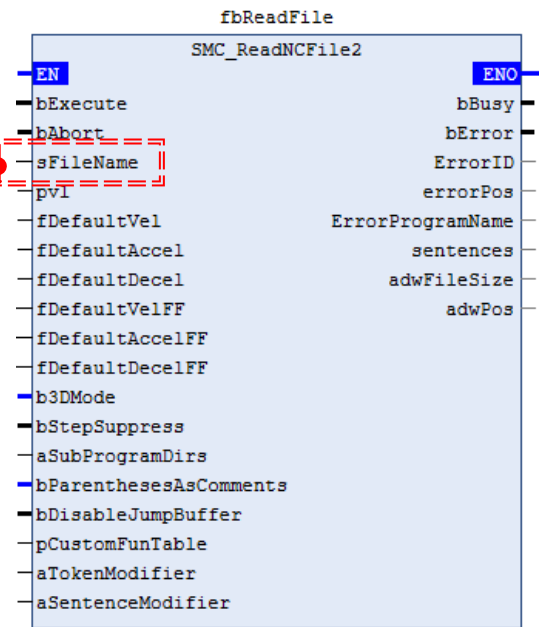 fbReadFile
SMC_ReadNCFile2
EN ENO
bExecute bBusy
bAbort bError
sFileName ErrorID
pvl errorPos
fDefaultVel ErrorProgramName
fDefaultAccel sentences
fDefaultDecel adwFileSize
fDefaultVelFF adwPos
fDefaultAccelFF
fDefaultDecelFF
b3DMode
bStepSuppress
aSubProgramDirs
bParenthesesAsComments
bDisableJumpBuffer
pCustomFunTable
aTokenModifier
aSentenceModifier